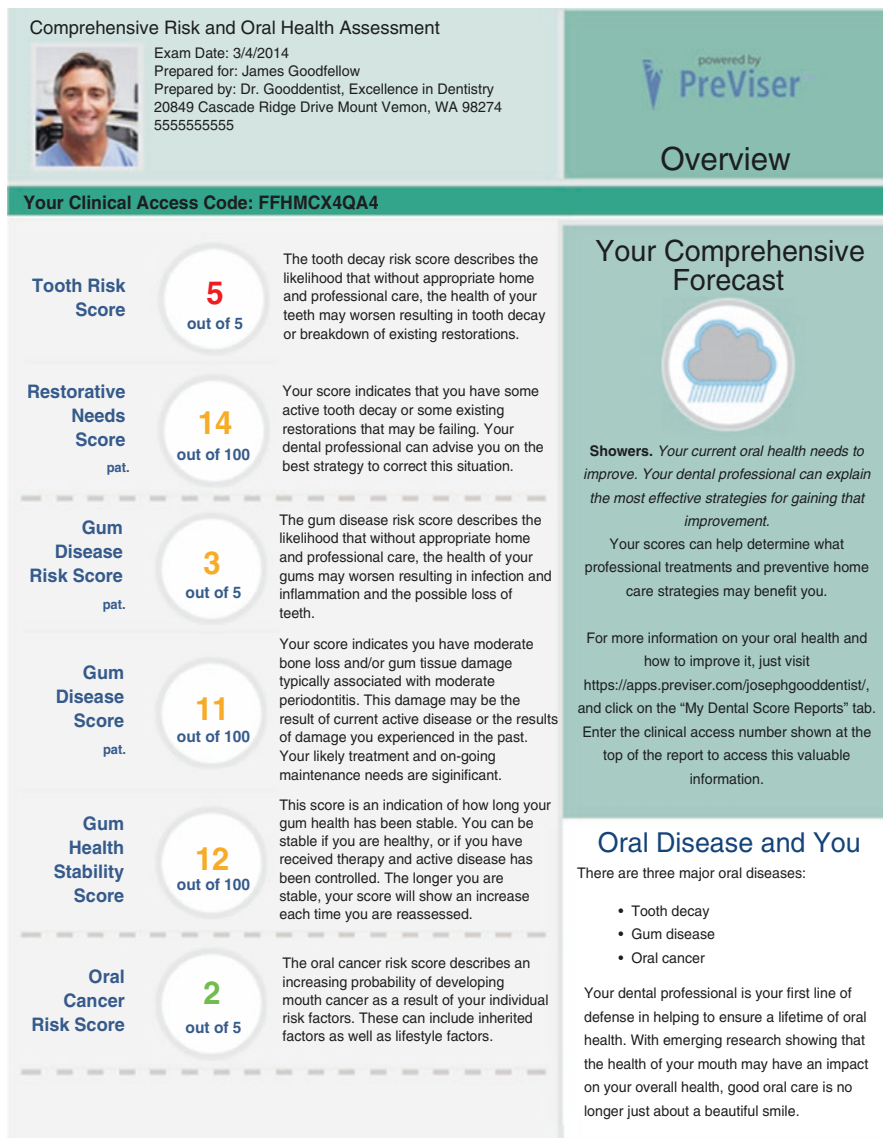 Comprehensive Risk and Oral Health Assessment
Exam Date: 3/4/2014
Prepared for: James Goodfellow
Prepared by: Dr. Gooddentist, Excellence in Dentistry
20849 Cascade Ridge Drive Mount Vemon, WA 98274
5555555555
powered by
PreViser
Overview
Your Clinical Access Code: FFHMCX4QA4
Tooth Risk
Score
5
out of 5
The tooth decay risk score describes the
likelihood that without appropriate home
and professional care, the health of your
teeth may worsen resulting in tooth decay
or breakdown of existing restorations.
Restorative
Needs
Score
pat.
14
out of 100
Your score indicates that you have some
active tooth decay or some existing
restorations that may be failing. Your
dental professional can advise you on the
best strategy to correct this situation.
Gum
Disease
Risk Score
pat.
3
out of 5
The gum disease risk score describes the
likelihood that without appropriate home
and professional care, the health of your
gums may worsen resulting in infection and
inflammation and the possible loss of
teeth.
Gum
Disease
Score
pat.
11
out of 100
Your score indicates you have moderate
bone loss and/or gum tissue damage
typically associated with moderate
periodontitis. This damage may be the
result of current active disease or the results
of damage you experienced in the past.
Your likely treatment and on-going
maintenance needs are siginificant.
Gum
Health
Stability
Score
12
out of 100
This score is an indication of how long your
gum health has been stable. You can be
stable if you are healthy, or if you have
received therapy and active disease has
been controlled. The longer you are
stable, your score will show an increase
each time you are reassessed.
Oral
Cancer
Risk Score
2
out of 5
The oral cancer risk score describes an
increasing probability of developing
mouth cancer as a result of your individual
risk factors. These can include inherited
factors as well as lifestyle factors.
Your Comprehensive
Forecast
Showers. Your current oral health needs to
improve. Your dental professional can explain
the most effective strategies for gaining that
improvement.
Your scores can help determine what
professional treatments and preventive home
care strategies may benefit you.
For more information on your oral health and
how to improve it, just visit
https://apps.previser.com/josephgooddentist/,
and click on the “My Dental Score Reports” tab.
Enter the clinical access number shown at the
top of the report to access this valuable
information.
Oral Disease and You
There are three major oral diseases:
• Tooth decay
• Gum disease
• Oral cancer
Your dental professional is your first line of
defense in helping to ensure a lifetime of oral
health. With emerging research showing that
the health of your mouth may have an impact
on your overall health, good oral care is no
longer just about a beautiful smile.